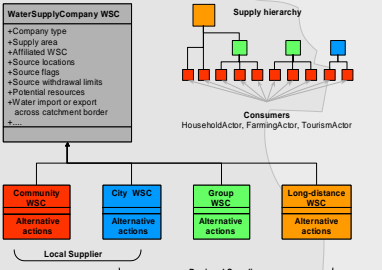 WaterSupplyCompany WSC
+Company type
+Supply area
+Affiliated WSC
+Source locations
+Source flags
+Source withdrawal limits
+Potential resources
+Water import or export
across catchment border
+....
Supply hierarchy
Consumers
HouseholdActor, FarmingActor, TourismActor
Community
WSC
Alternative
actions
City WSC
Alternative
actions
Group
WSC
Alternative
actions
Long-distance
WSC
Alternative
actions
Local Supplier